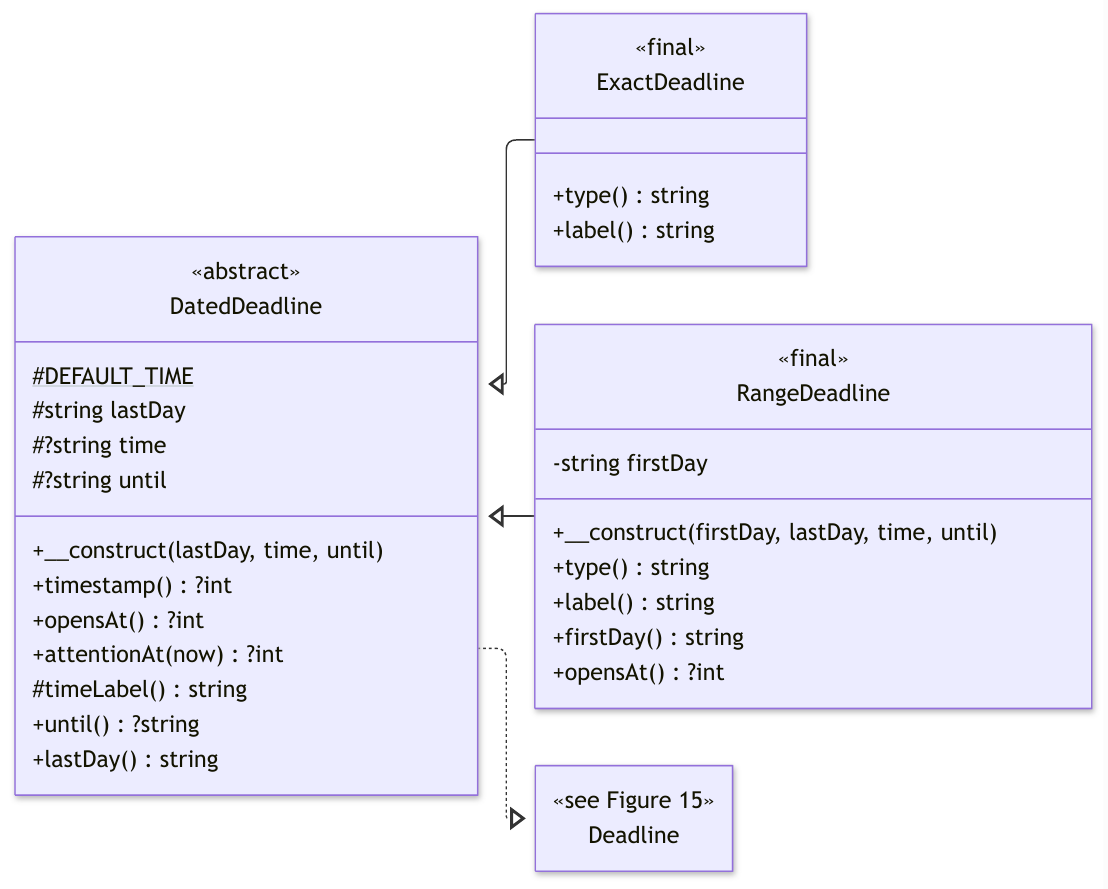 «final»
ExactDeadline
+type() : string
+label() : string
«abstract»
DatedDeadline
#DEFAULT_TIME
#string lastDay
#?string time
#?string until
+__construct(lastDay, time, until)
+timestamp() : ?int
+opensAt() : ?int
+attentionAt(now) : ?int
#timeLabel() : string
+until() : ?string
+lastDay() : string
«final»
RangeDeadline
-string firstDay
+__construct(firstDay, lastDay, time, until)
+type() : string
+label() : string
+firstDay() : string
+opensAt() : ?int
«see Figure 15»
Deadline